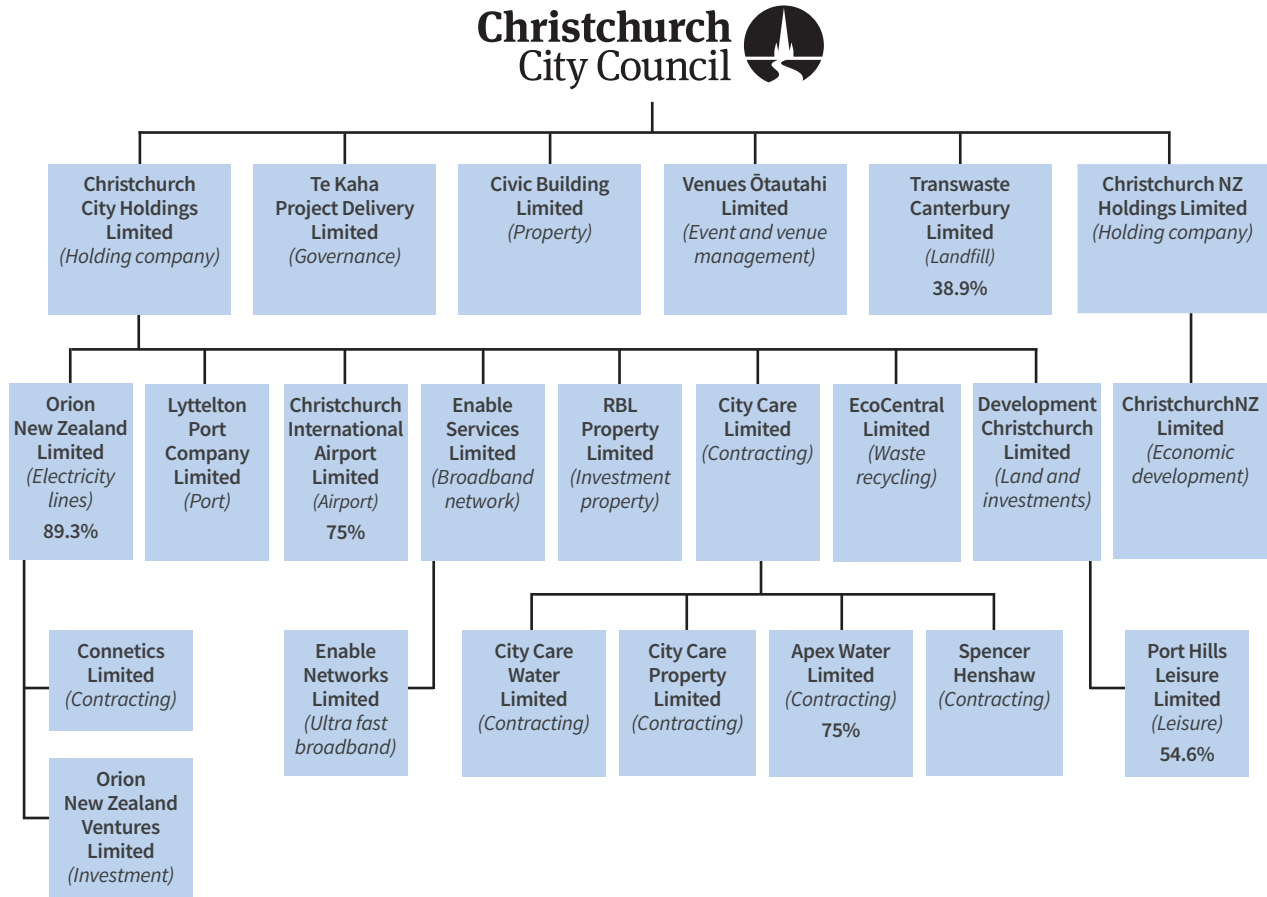 Christchurch
City Council
Christchurch
City Holdings
Limited
(Holding company)
Te Kaha
Project Delivery
Limited
(Governance)
Civic Building
Limited
(Property)
Venues Ōtautahi
Limited
(Event and venue
management)
Transwaste
Canterbury
Limited
(Landfill)
38.9%
Christchurch NZ
Holdings Limited
(Holding company)
Orion
New Zealand
Limited
(Electricity
lines)
89.3%
Lyttelton
Port
Company
Limited
(Port)
Christchurch
International
Airport
Limited
(Airport)
75%
Enable
Services
Limited
(Broadband
network)
RBL
Property
Limited
(Investment
property)
City Care
Limited
(Contracting)
EcoCentral
Limited
(Waste
recycling)
Development
Christchurch
Limited
(Land and
investments)
ChristchurchNZ
Limited
(Economic
development)
Connetics
Limited
(Contracting)
Enable
Networks
Limited
(Ultra fast
broadband)
City Care
Water
Limited
(Contracting)
City Care
Property
Limited
(Contracting)
Apex Water
Limited
(Contracting)
75%
Spencer
Henshaw
(Contracting)
Port Hills
Leisure
Limited
(Leisure)
54.6%
Orion
New Zealand
Ventures
Limited
(Investment)